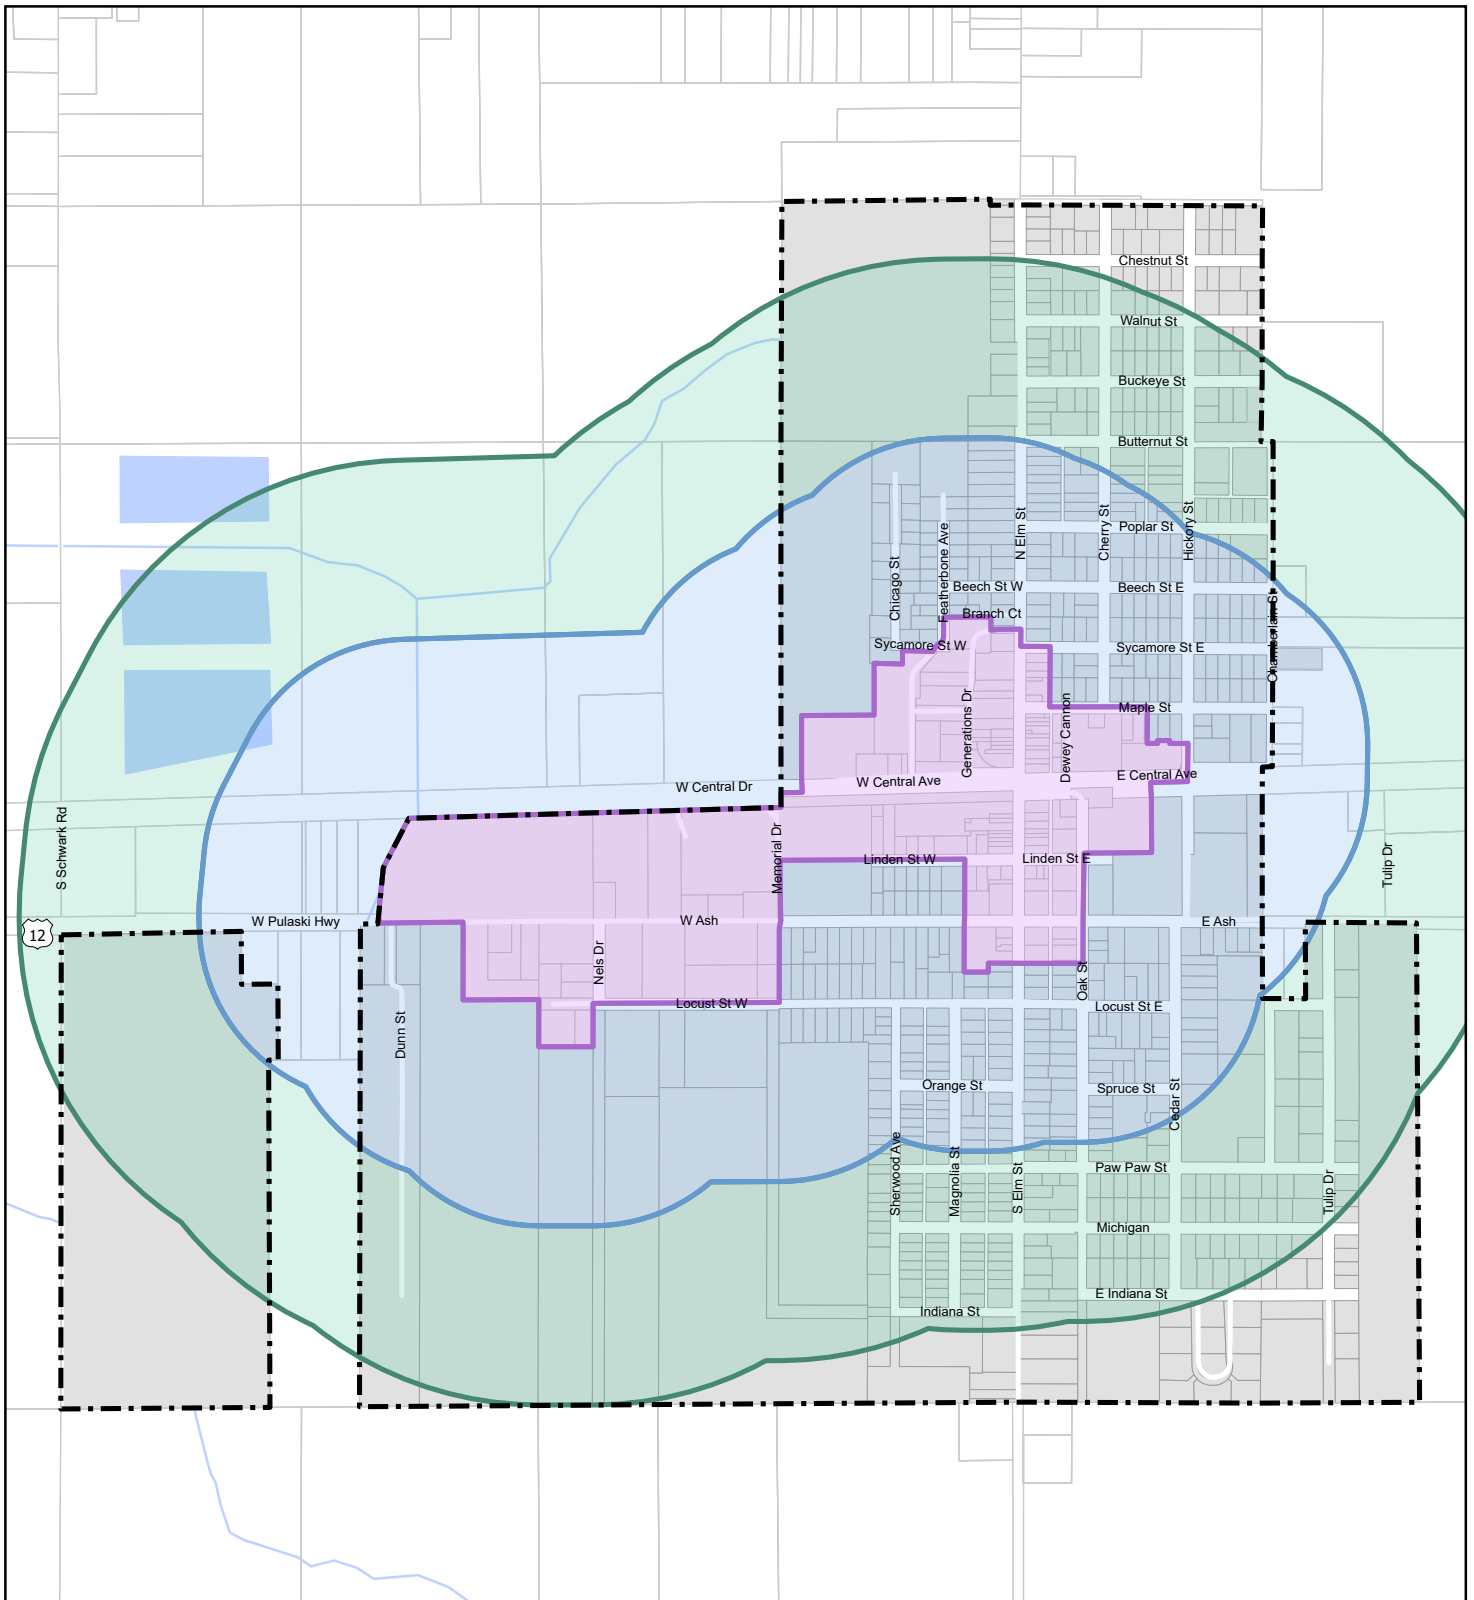 Chestnut St
Walnut St
Buckeye St
Butternut St
Poplar St
N Elm St
Cherry St
Hickory St
Chicago St
Featherbone Ave
Beech St W
Beech St E
Branch Ct
Sycamore St W
Sycamore St E
Chamberlain St
Maple St
Generations Dr
Dewey Cannon
W Central Dr
W Central Ave
E Central Ave
S Schwark Rd
Memorial Dr
Linden St W
Linden St E
Tulip Dr
W Pulaski Hwy
W Ash
E Ash
12
Nels Dr
Oak St
Locust St W
Locust St E
Dunn St
Orange St
Spruce St
Cedar St
Sherwood Ave
Magnolia St
S Elm St
Paw Paw St
Tulip Dr
Michigan
E Indiana St
Indiana St